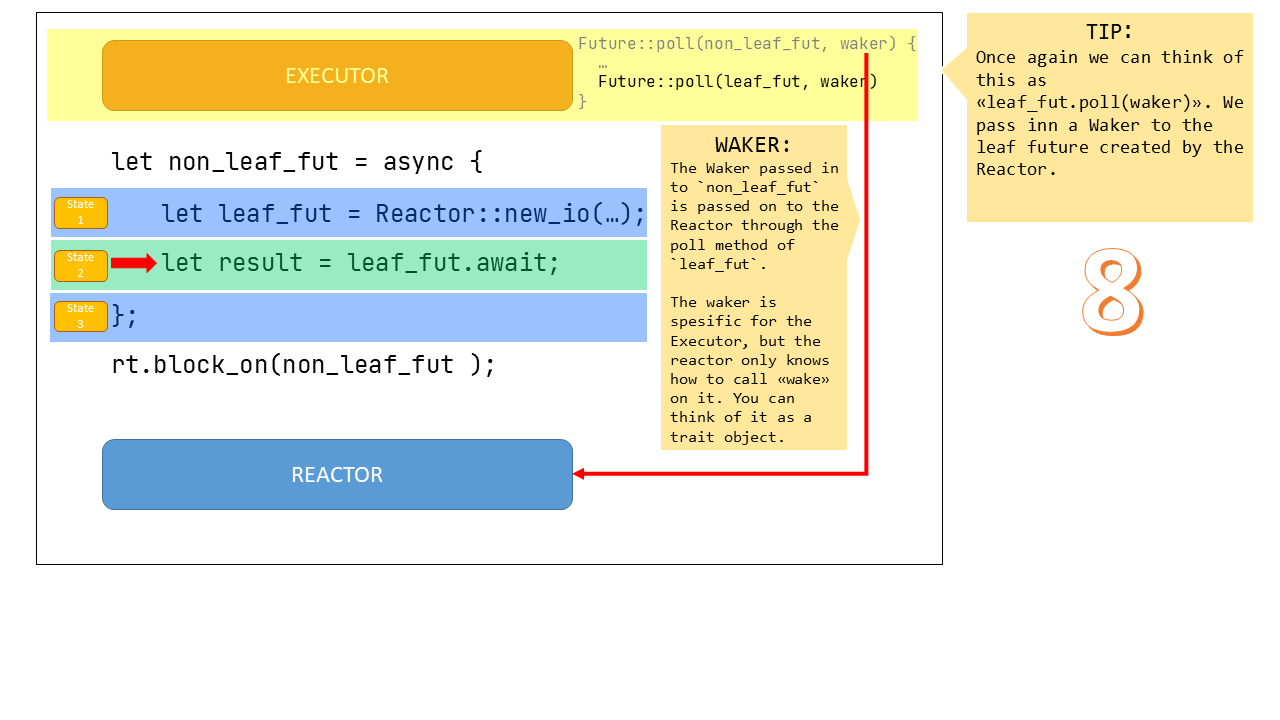 EXECUTOR
Future::poll(non_leaf_fut, waker) {
…
Future::poll(leaf_fut, waker)
}
let non_leaf_fut = async {
State
1
let leaf_fut = Reactor::new_io(…);
State
2
let result = leaf_fut.await;
State
3
};
rt.block_on(non_leaf_fut );
REACTOR
WAKER:
The Waker passed in
to `non_leaf_fut`
is passed on to the
Reactor through the
poll method of
`leaf_fut`.
The waker is
spesific for the
Executor, but the
reactor only knows
how to call «wake»
on it. You can
think of it as a
trait object.
TIP:
Once again we can think of
this as
«leaf_fut.poll(waker)». We
pass inn a Waker to the
leaf future created by the
Reactor.
8